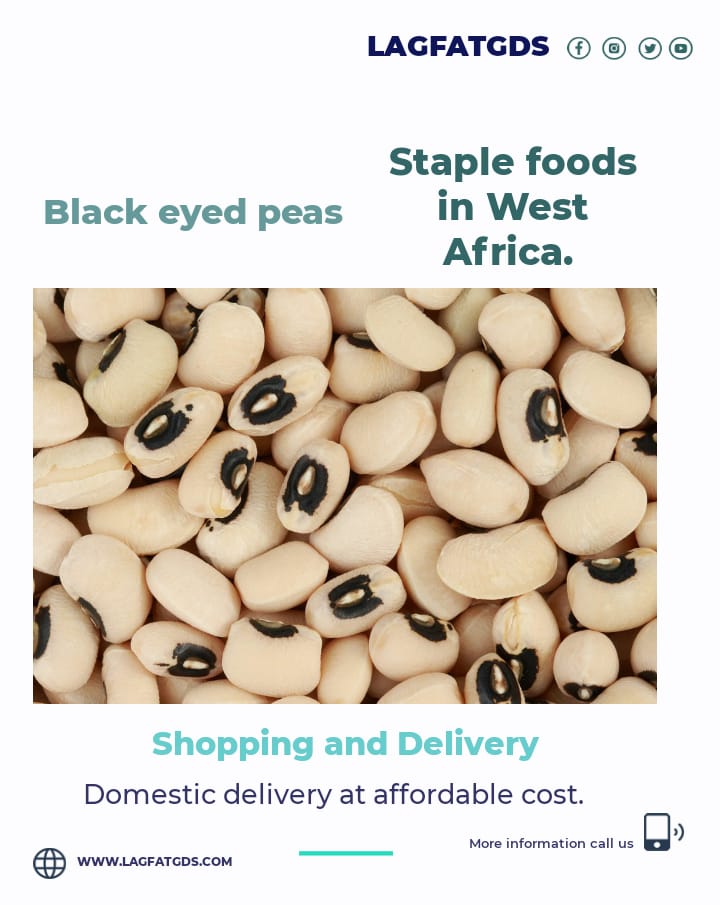 LAGFATGDS
Staple foods
in West
Africa.
Black eyed peas
Shopping and Delivery
Domestic delivery at affordable cost.
More information call us
WWW.LAGFATGDS.COM